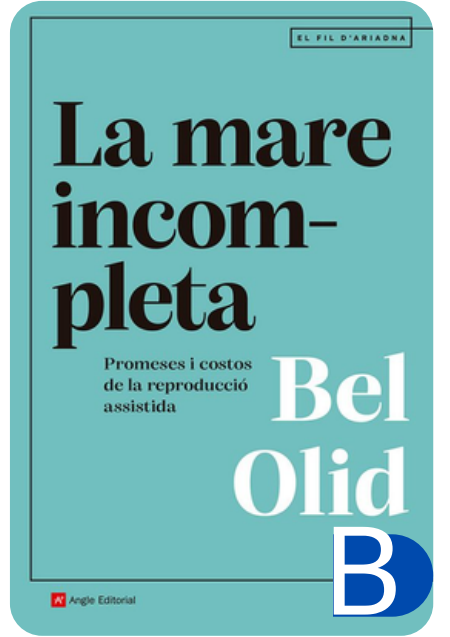 EL FIL D'ARIADNA
La mare
incom-
pleta
Promeses i costos
de la reproducció
assistida
Bel
Olid
B
A
Angle Editorial